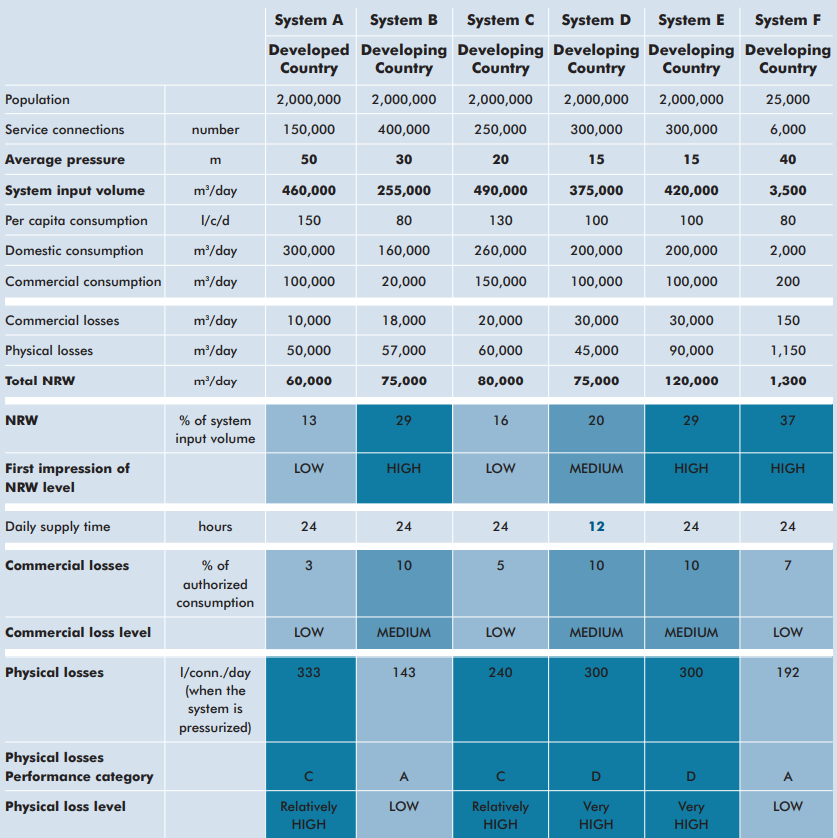 System A System B System C System D System E System F
Developed Developing Developing Developing Developing Developing
Country Country Country Country Country Country
Population 2,000,000 2,000,000 2,000,000 2,000,000 2,000,000 25,000
Service connections number 150,000 400,000 250,000 300,000 300,000 6,000
Average pressure m 50 30 20 15 15 40
System input volume m³/day 460,000 255,000 490,000 375,000 420,000 3,500
Per capita consumption l/c/d 150 80 130 100 100 80
Domestic consumption m³/day 300,000 160,000 260,000 200,000 200,000 2,000
Commercial consumption m³/day 100,000 20,000 150,000 100,000 100,000 200
Commercial losses m³/day 10,000 18,000 20,000 30,000 30,000 150
Physical losses m³/day 50,000 57,000 60,000 45,000 90,000 1,150
Total NRW m³/day 60,000 75,000 80,000 75,000 120,000 1,300
NRW % of system 13 29 16 20 29 37
input volume
First impression of LOW HIGH LOW MEDIUM HIGH HIGH
NRW level
Daily supply time hours 24 24 24 12 24 24
Commercial losses % of 3 10 5 10 10 7
authorized
consumption
Commercial loss level LOW MEDIUM LOW MEDIUM MEDIUM LOW
Physical losses l/conn./day 333 143 240 300 300 192
(when the
system is
pressurized)
Physical losses
Performance category C A C D D A
Physical loss level Relatively LOW Relatively Very Very LOW
HIGH HIGH HIGH HIGH